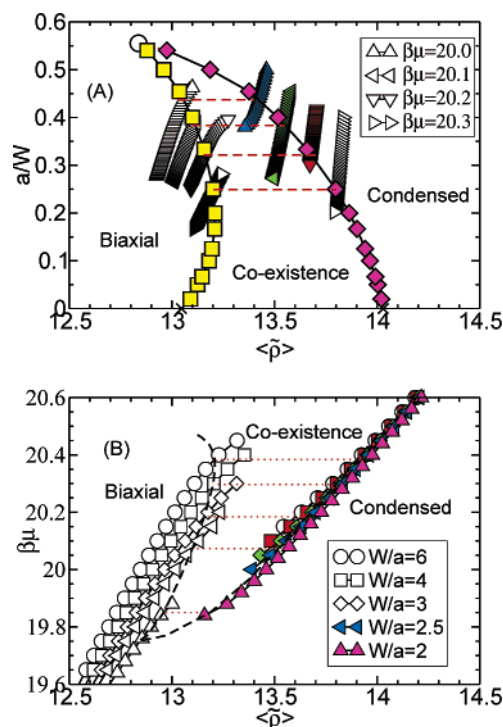 0.6
0.5
0.4
0.3
0.2
0.1
0
a/W
(A)
βμ=20.0
βμ=20.1
βμ=20.2
βμ=20.3
Biaxial
Condensed
Co-existence
12.5 13 13.5 14 14.5
<ρ̃>
20.6
20.4
20.2
20
19.8
19.6
βμ
(B)
Co-existence
Biaxial
Condensed
W/a=6
W/a=4
W/a=3
W/a=2.5
W/a=2
12.5 13 13.5 14 14.5
<ρ̃>